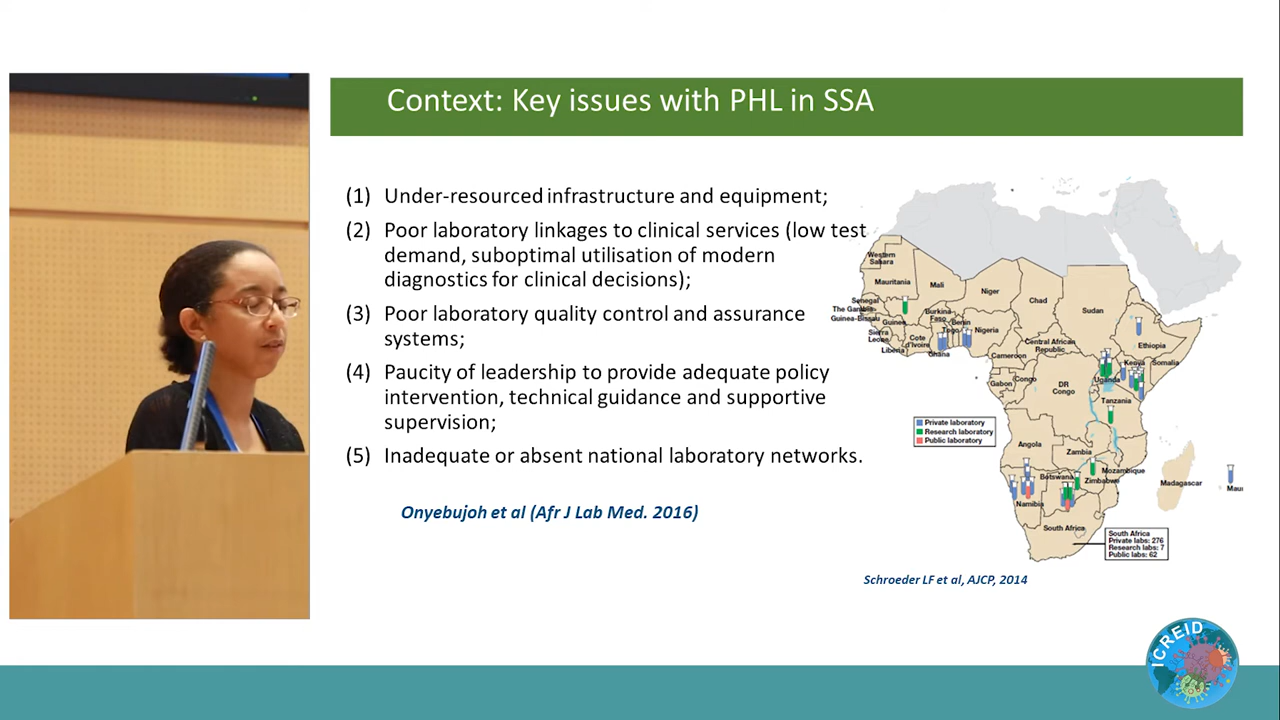 Context: Key issues with PHL in SSA
(1) Under-resourced infrastructure and equipment;
(2) Poor laboratory linkages to clinical services (low test
demand, suboptimal utilisation of modern
diagnostics for clinical decisions);
(3) Poor laboratory quality control and assurance
systems;
(4) Paucity of leadership to provide adequate policy
intervention, technical guidance and supportive
supervision;
(5) Inadequate or absent national laboratory networks.
Onyebujoh et al (Afr J Lab Med. 2016)
Western
Sahara
Mauritania
Mali
Niger
Chad
Sudan
Senegal
The Gambia
Guinea-Bissau
Guinea
Sierra
Leone
Liberia
Cote
d'Ivoire
Burkina
Faso
Ghana
Togo
Benin
Nigeria
Cameroon
Central African
Republic
Ethiopia
Somalia
Kenya
Uganda
Gabon
Congo
DR
Congo
Tanzania
Private laboratory
Research laboratory
Public laboratory
Angola
Zambia
Mozambique
Zimbabwe
Botswana
Namibia
Madagascar
Mau
South Africa
South Africa
Private labs: 276
Research labs: 7
Public labs: 62
Schroeder LF et al, AJCP, 2014
ICREID